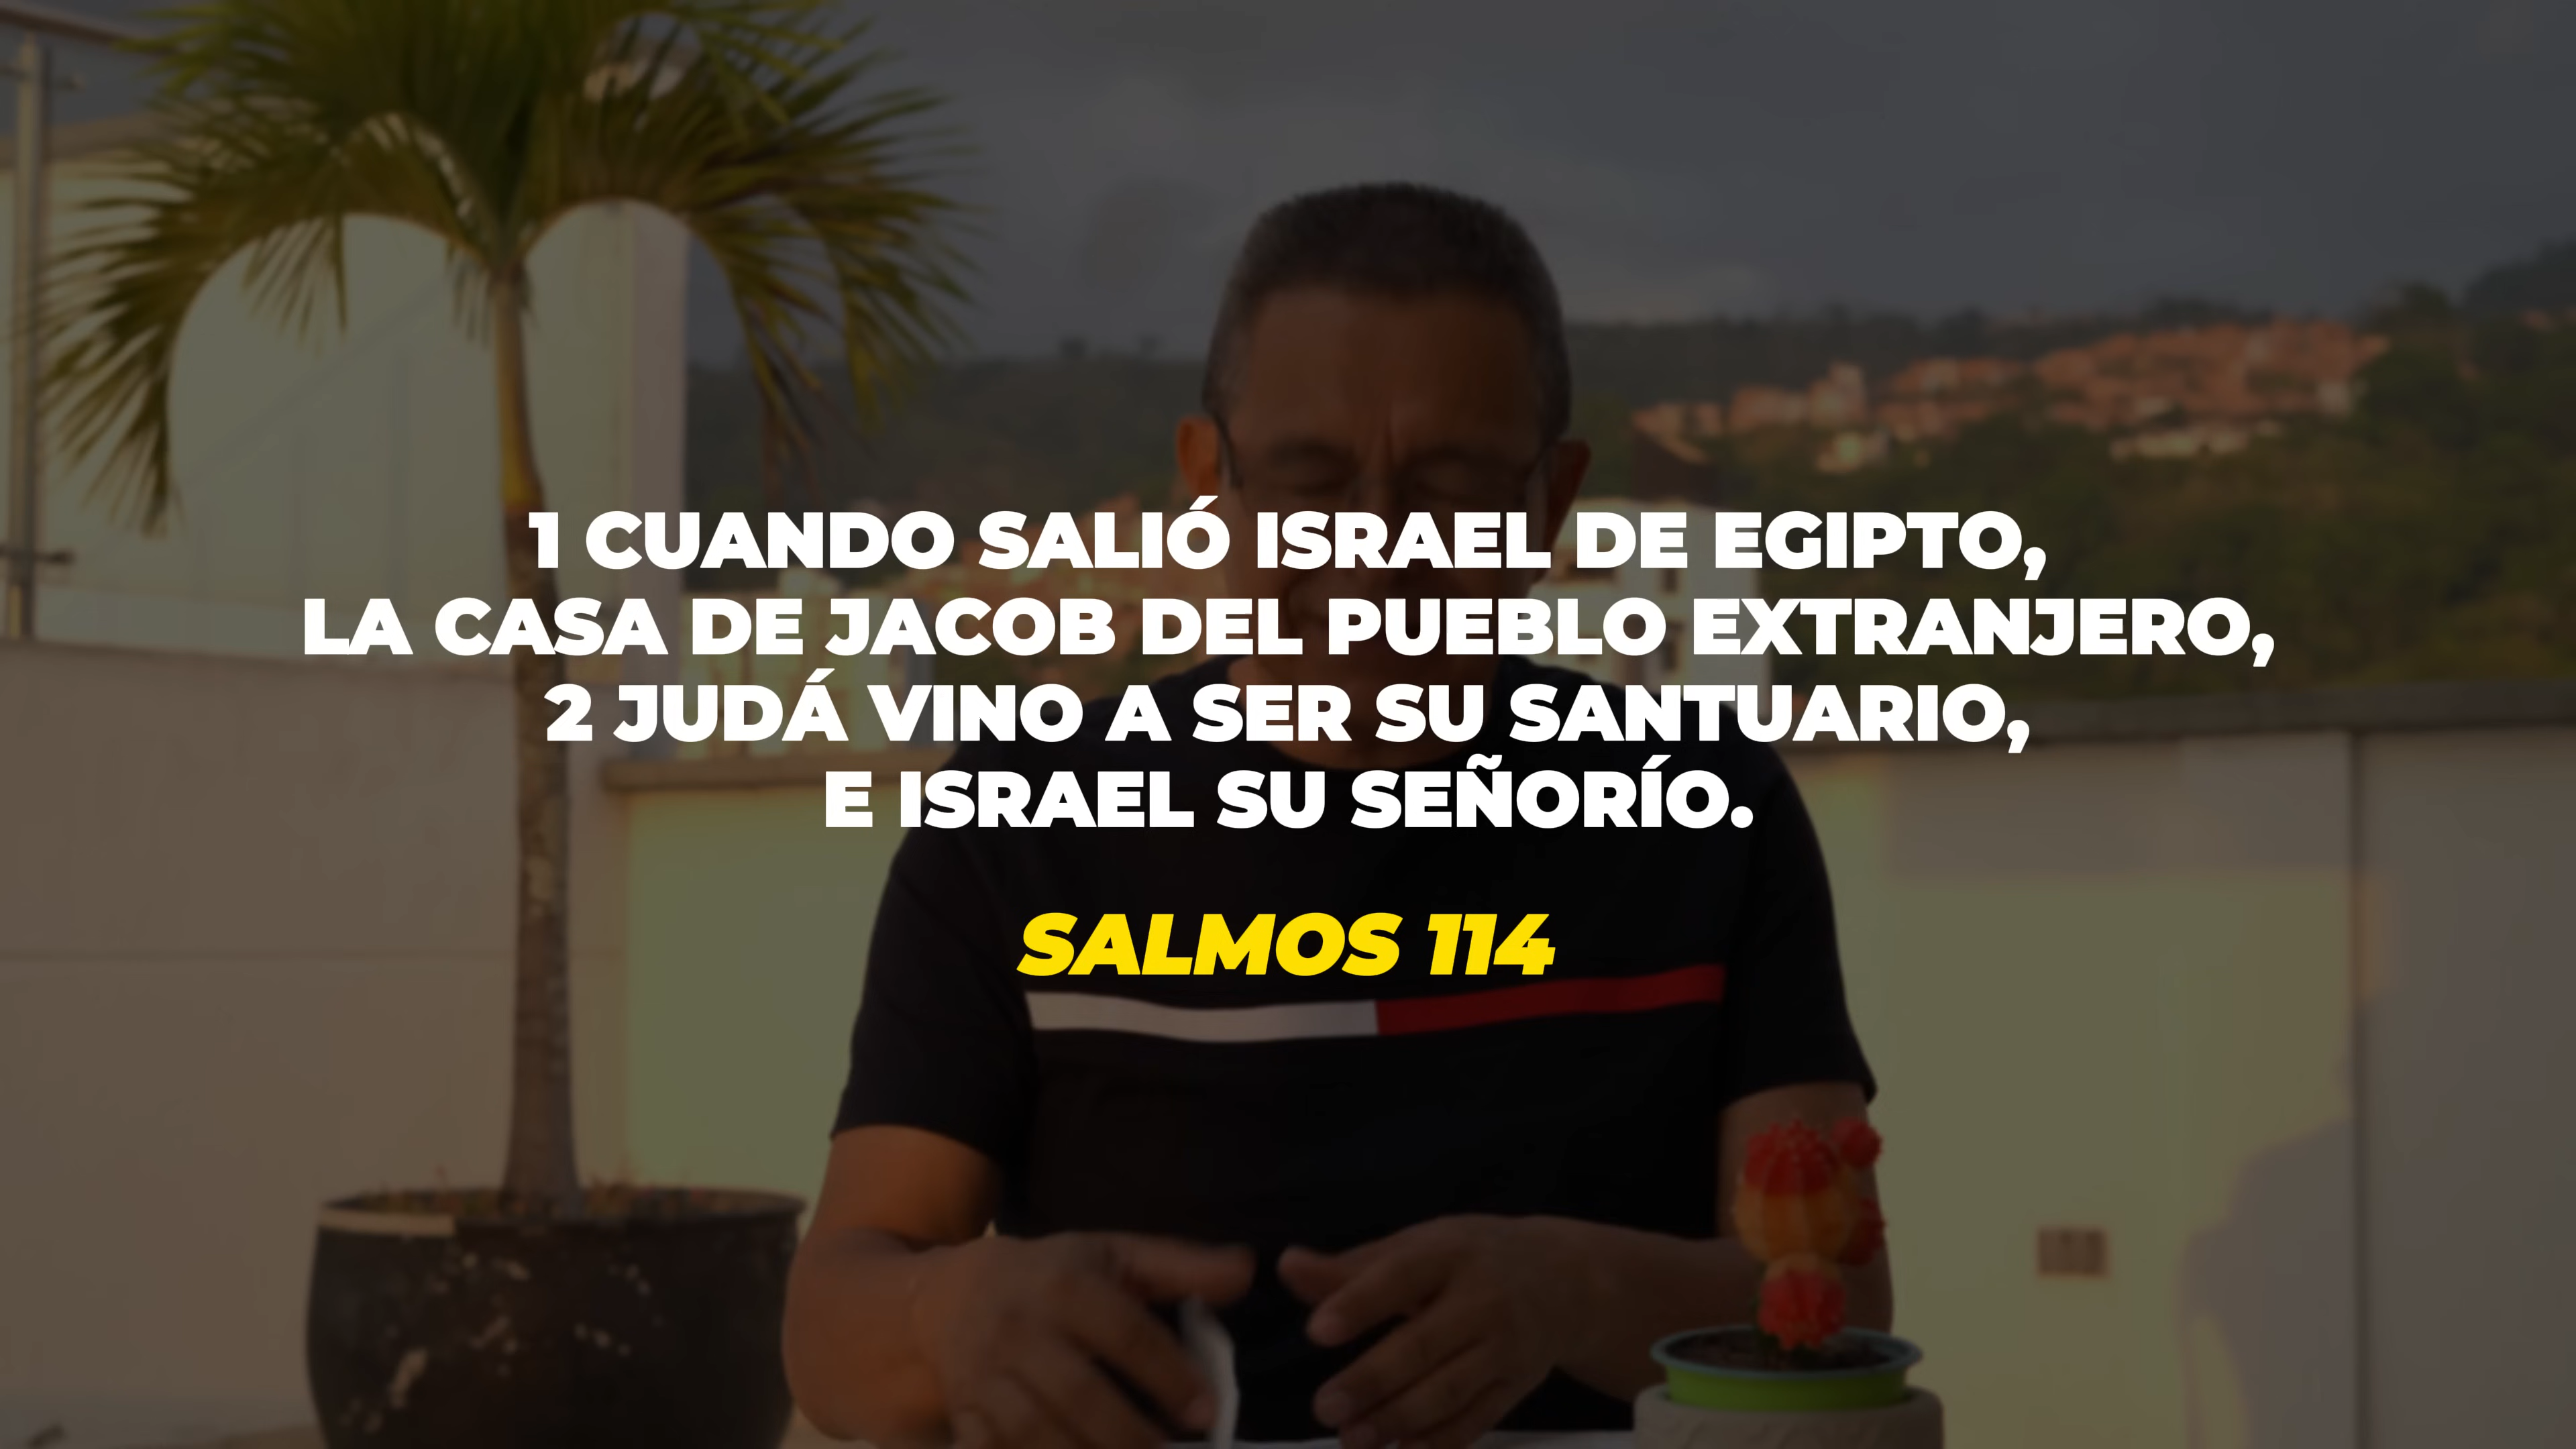 1 CUANDO SALIÓ ISRAEL DE EGIPTO,
LA CASA DE JACOB DEL PUEBLO EXTRANJERO,
2 JUDÁ VINO A SER SU SANTUARIO,
E ISRAEL SU SEÑORÍO.
SALMOS 114